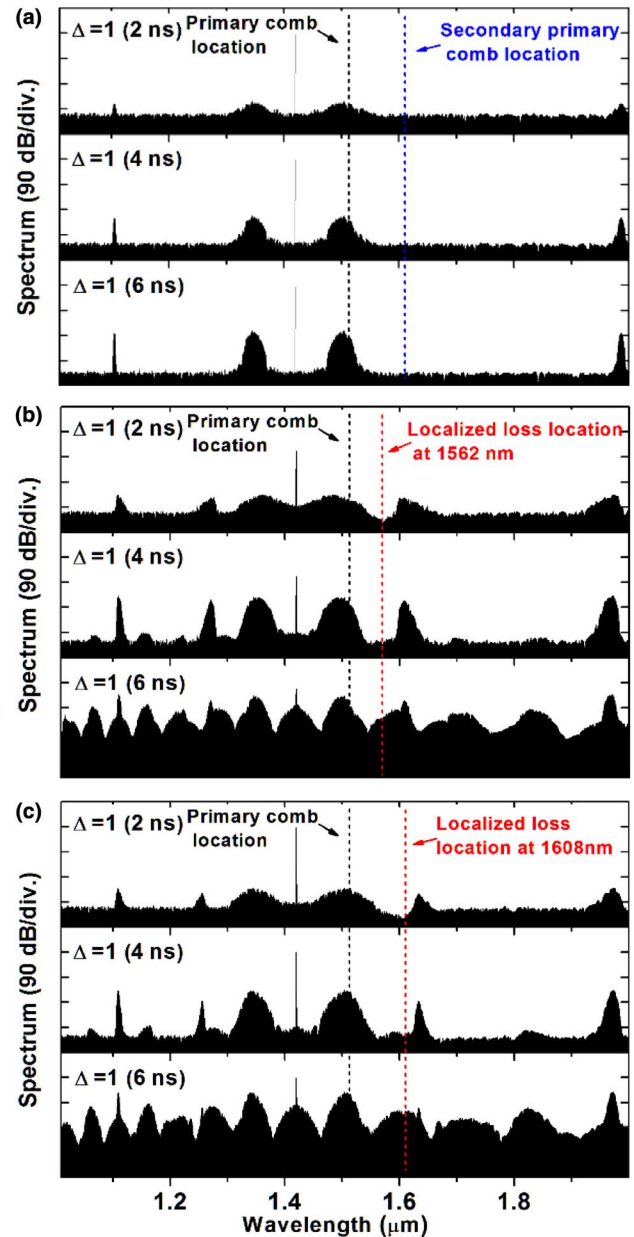 (a)
Δ=1 (2 ns)
Primary comb
location
Secondary primary
comb location
Δ=1 (4 ns)
Δ=1 (6 ns)
Spectrum (90 dB/div.)
(b)
Δ=1 (2 ns)
Primary comb
location
Localized loss location
at 1562 nm
Δ=1 (4 ns)
Δ=1 (6 ns)
Spectrum (90 dB/div.)
(c)
Δ=1 (2 ns)
Primary comb
location
Localized loss
location at 1608nm
Δ=1 (4 ns)
Δ=1 (6 ns)
Spectrum (90 dB/div.)
1.2 1.4 1.6 1.8
Wavelength (μm)